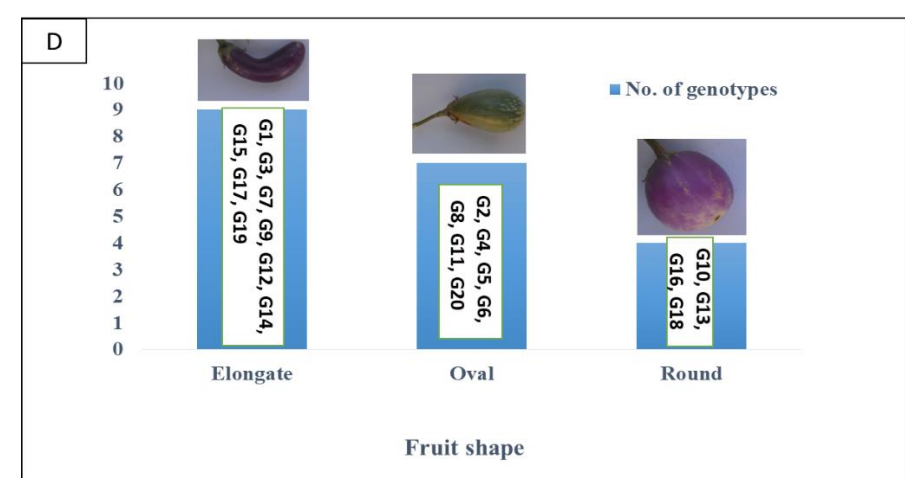 D
No. of genotypes
10
9
8
7
6
5
4
3
2
1
0
G1, G3, G7, G9, G12, G14,
G15, G17, G19
G2, G4, G5, G6,
G8, G11, G20
G10, G13,
G16, G18
Elongate
Oval
Round
Fruit shape